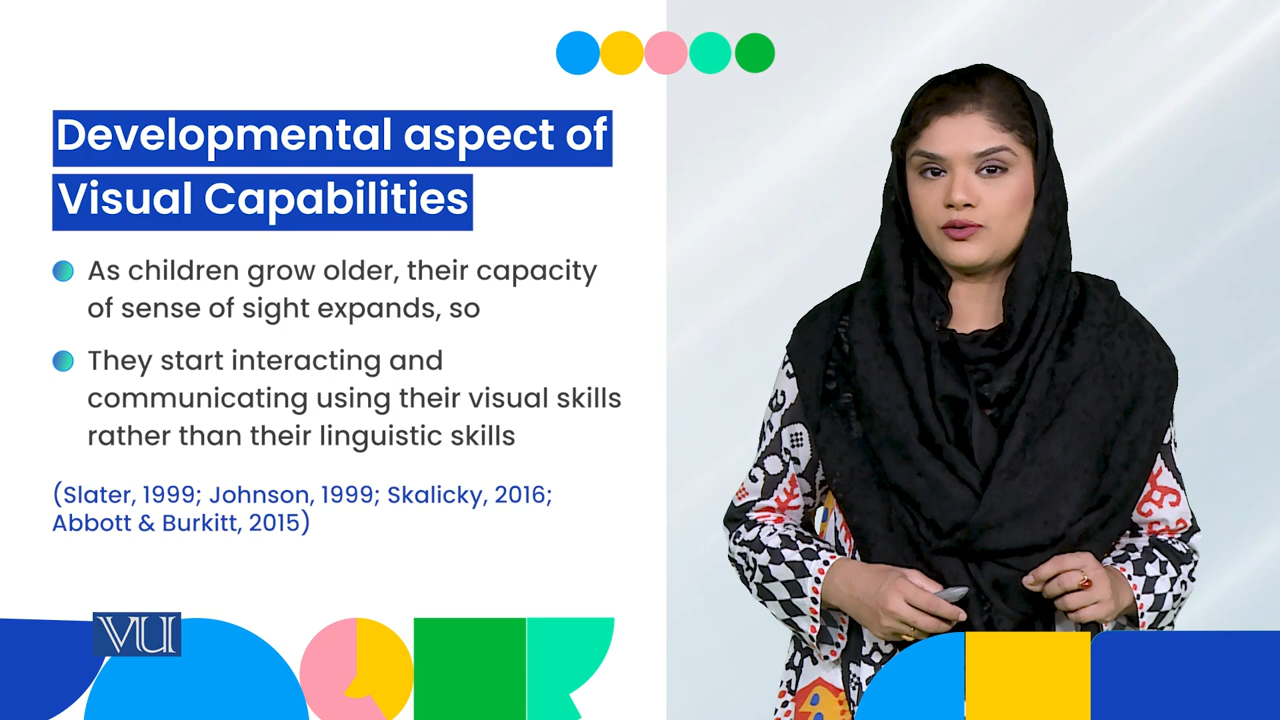 Developmental aspect of
Visual Capabilities
As children grow older, their capacity
of sense of sight expands, so
They start interacting and
communicating using their visual skills
rather than their linguistic skills
(Slater, 1999; Johnson, 1999; Skalicky, 2016;
Abbott & Burkitt, 2015)
VU